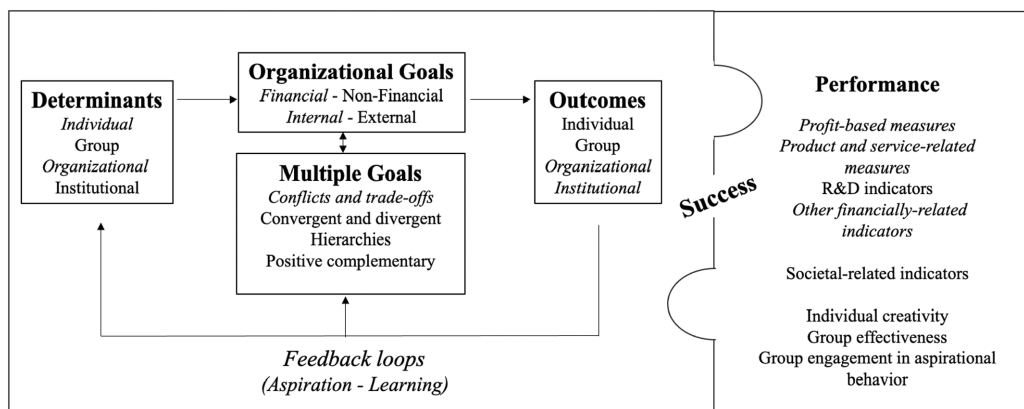 Determinants
Individual
Group
Organizational
Institutional
Organizational Goals
Financial - Non-Financial
Internal - External
Multiple Goals
Conflicts and trade-offs
Convergent and divergent
Hierarchies
Positive complementary
Outcomes
Individual
Group
Organizational
Institutional
Feedback loops
(Aspiration - Learning)
Success
Performance
Profit-based measures
Product and service-related
measures
R&D indicators
Other financially-related
indicators
Societal-related indicators
Individual creativity
Group effectiveness
Group engagement in aspirational
behavior